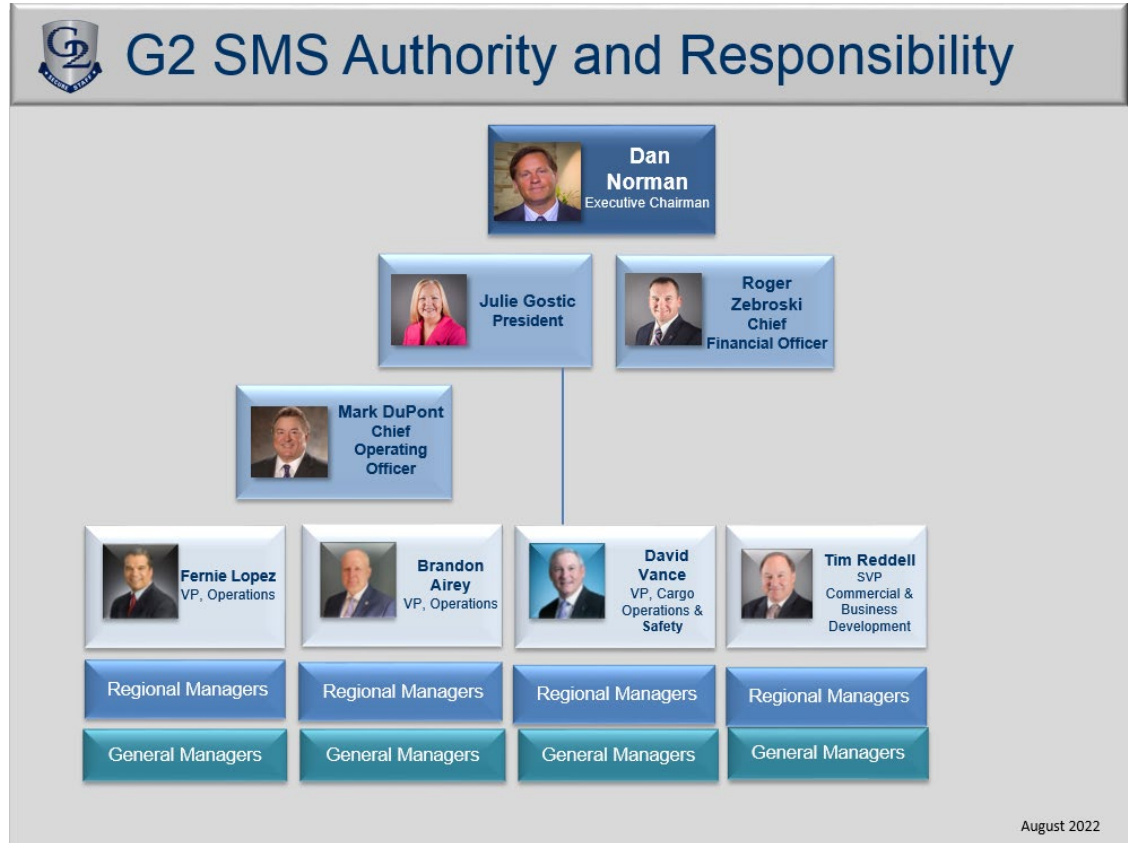 G2
SECURE STAFF
G2 SMS Authority and Responsibility
Dan
Norman
Executive Chairman
Julie Gostic
President
Roger
Zebroski
Chief
Financial Officer
Mark DuPont
Chief
Operating
Officer
Fernie Lopez
VP, Operations
Brandon
Airey
VP, Operations
David
Vance
VP, Cargo
Operations &
Safety
Tim Reddell
SVP
Commercial &
Business
Development
Regional Managers
Regional Managers
Regional Managers
Regional Managers
General Managers
General Managers
General Managers
General Managers
August 2022